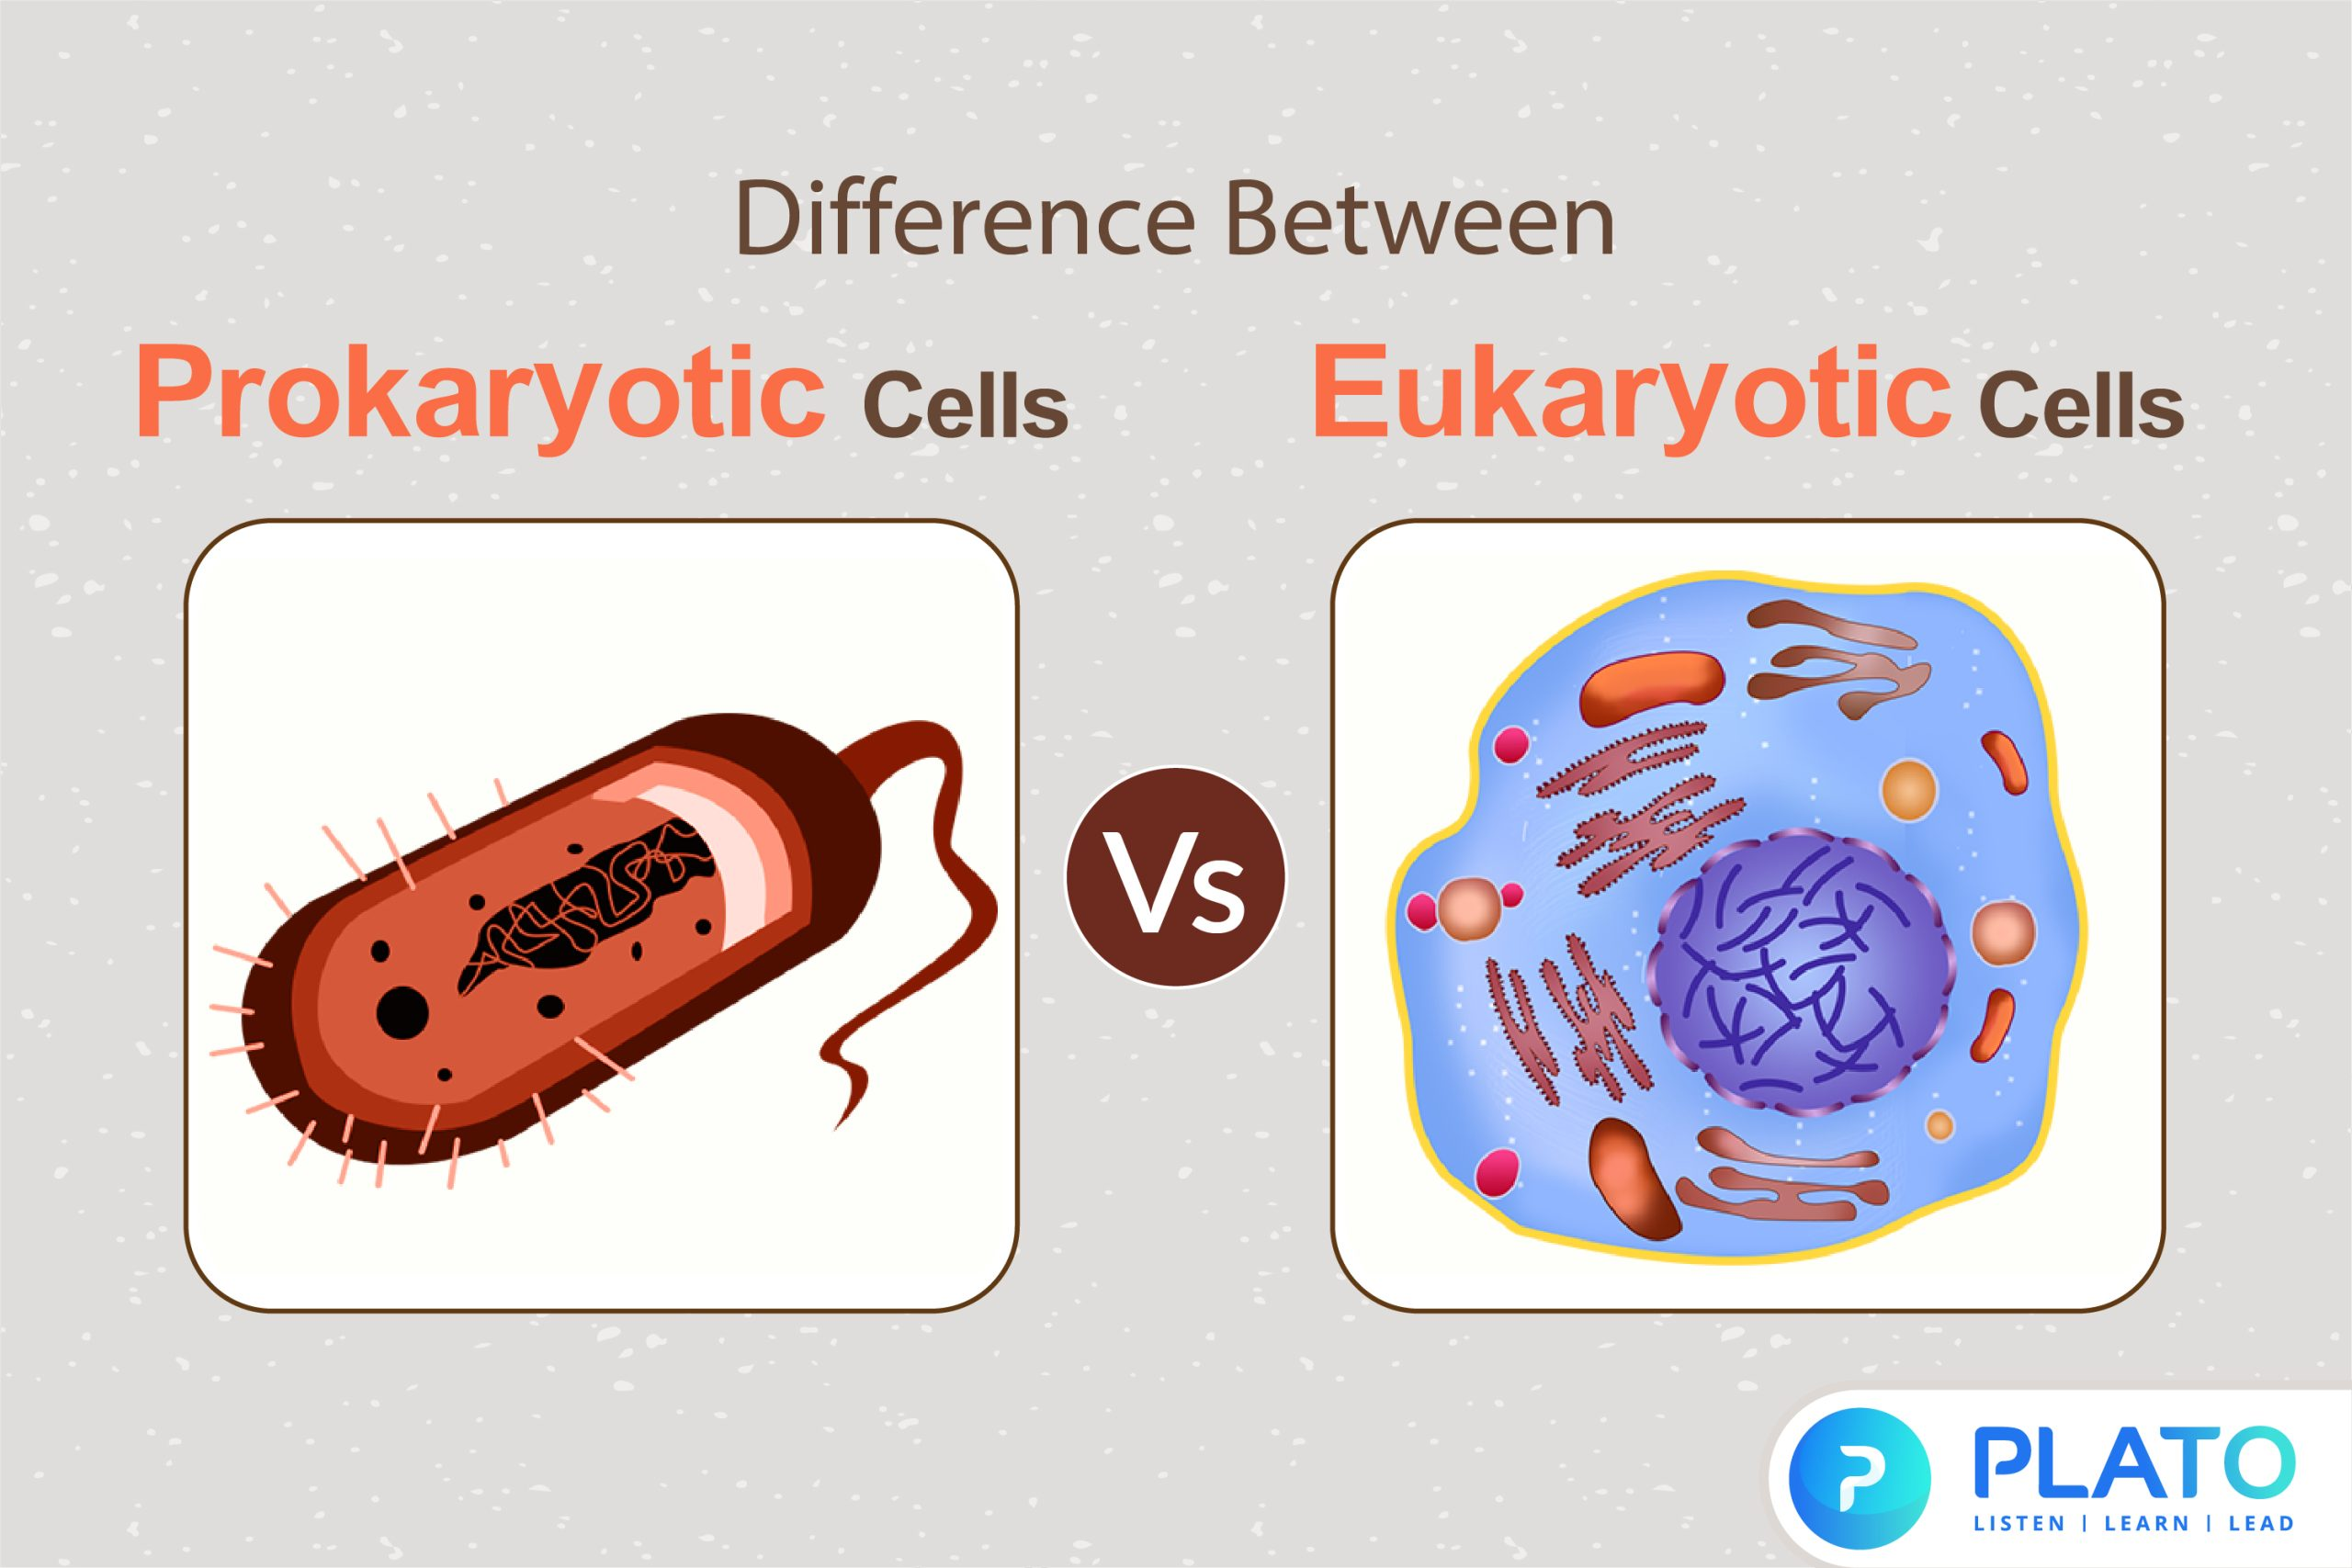 Difference Between
Prokaryotic Cells
Eukaryotic Cells
Vs
P
PLATO
LISTEN | LEARN | LEAD